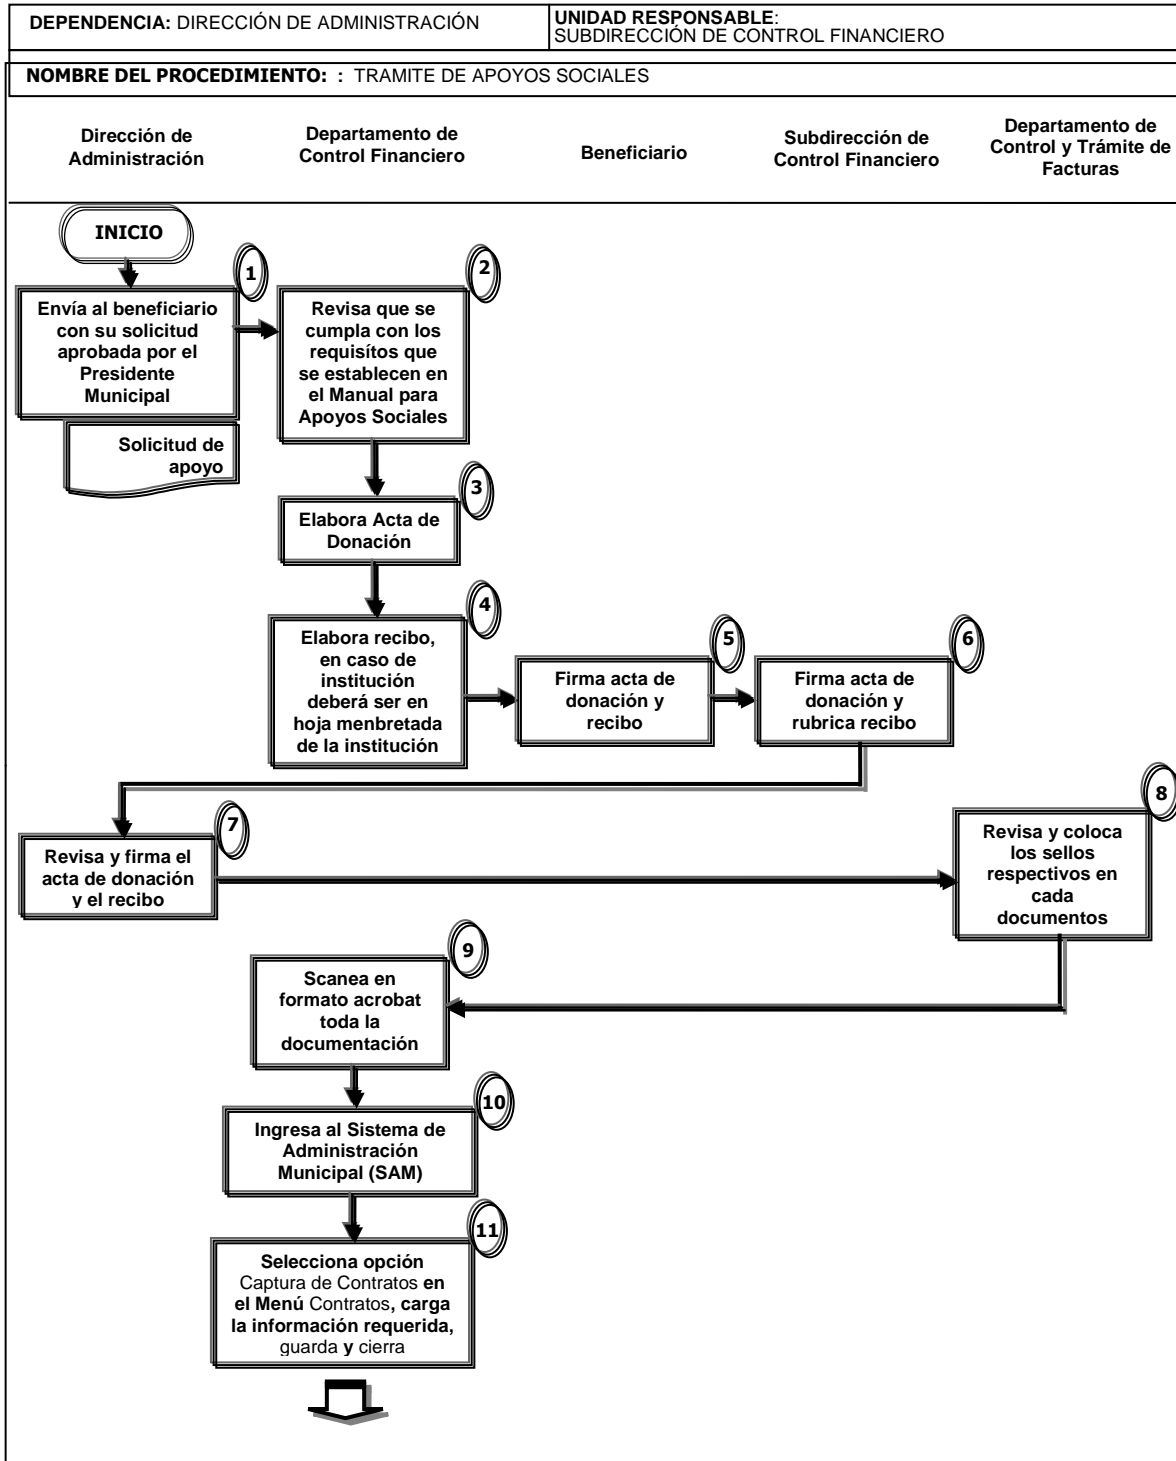 DEPENDENCIA: DIRECCIÓN DE ADMINISTRACIÓN
UNIDAD RESPONSABLE:
SUBDIRECCIÓN DE CONTROL FINANCIERO
NOMBRE DEL PROCEDIMIENTO: : TRAMITE DE APOYOS SOCIALES
Dirección de
Administración
Departamento de
Control Financiero
Beneficiario
Subdirección de
Control Financiero
Departamento de
Control y Trámite de
Facturas
INICIO
1
Envía al beneficiario
con su solicitud
aprobada por el
Presidente
Municipal
Solicitud de
apoyo
2
Revisa que se
cumpla con los
requisítos que
se establecen en
el Manual para
Apoyos Sociales
3
Elabora Acta de
Donación
4
Elabora recibo,
en caso de
institución
deberá ser en
hoja menbretada
de la institución
5
Firma acta de
donación y
recibo
6
Firma acta de
donación y
rubrica recibo
7
Revisa y firma el
acta de donación
y el recibo
8
Revisa y coloca
los sellos
respectivos en
cada
documentos
9
Scanea en
formato acrobat
toda la
documentación
10
Ingresa al Sistema de
Administración
Municipal (SAM)
11
Selecciona opción
Captura de Contratos en
el Menú Contratos, carga
la información requerida,
guarda y cierra